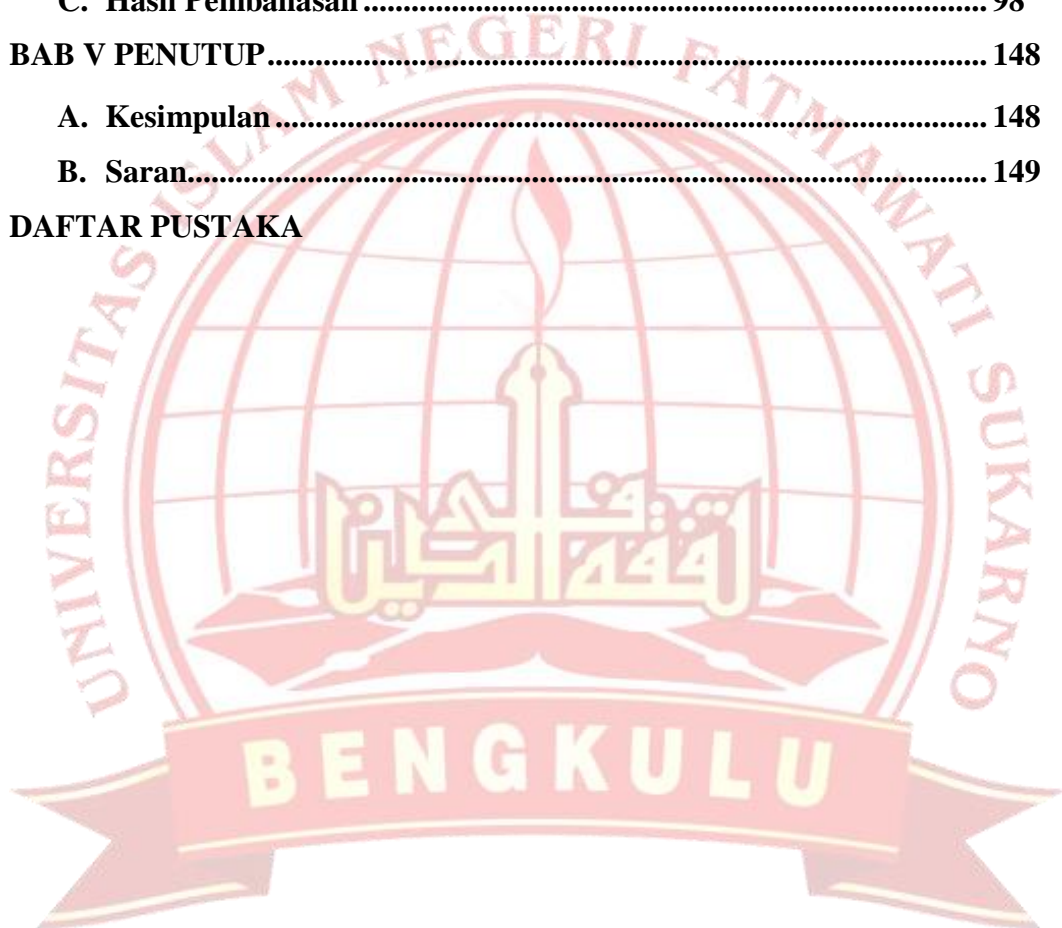 C. Hasil Pembahasan ........................................................................ 98
BAB V PENUTUP ........................................................................ 148
A. Kesimpulan ........................................................................ 148
B. Saran ........................................................................ 149
DAFTAR PUSTAKA
UNIVERSITAS ISLAM NEGERI FATMAWATI SUKARNO
BENGKULU